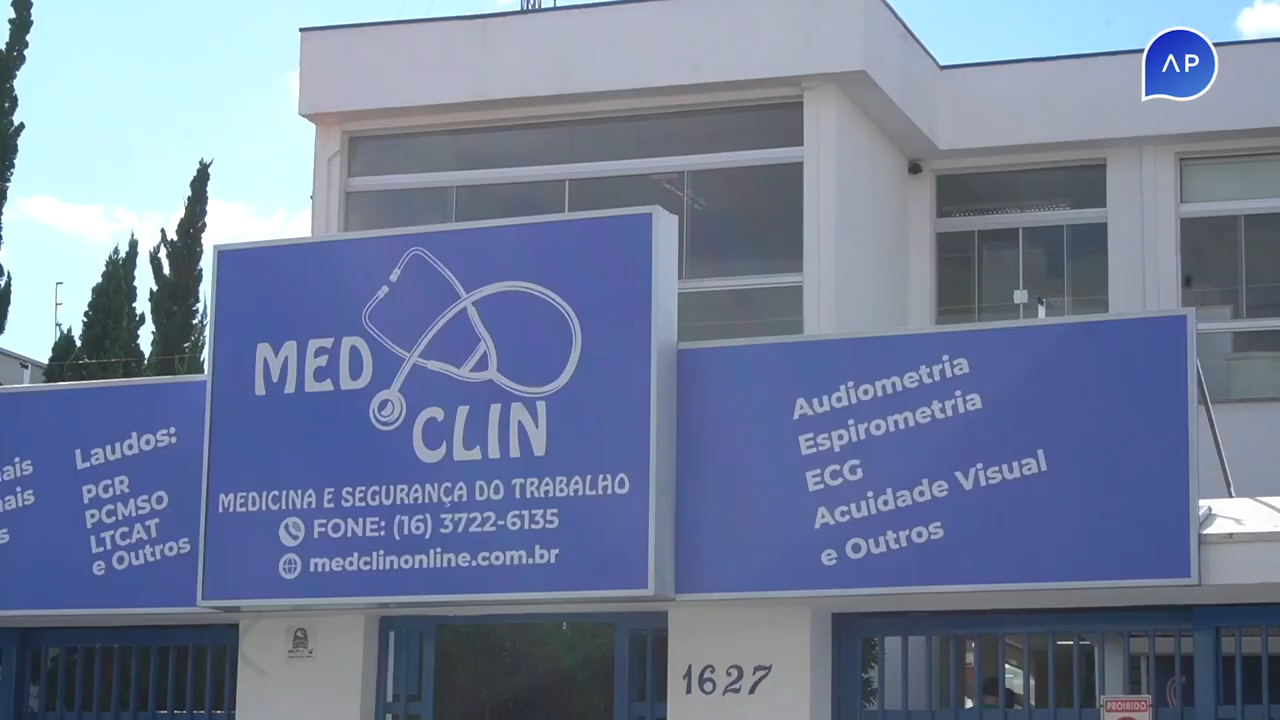 AP
MED
CLIN
MEDICINA E SEGURANÇA DO TRABALHO
FONE: (16) 3722-6135
medclinonline.com.br
Laudos:
PGR
PCMSO
LTCAT
e Outros
Audiometria
Espirometria
ECG
Acuidade Visual
e Outros
1627
PROIBIDO